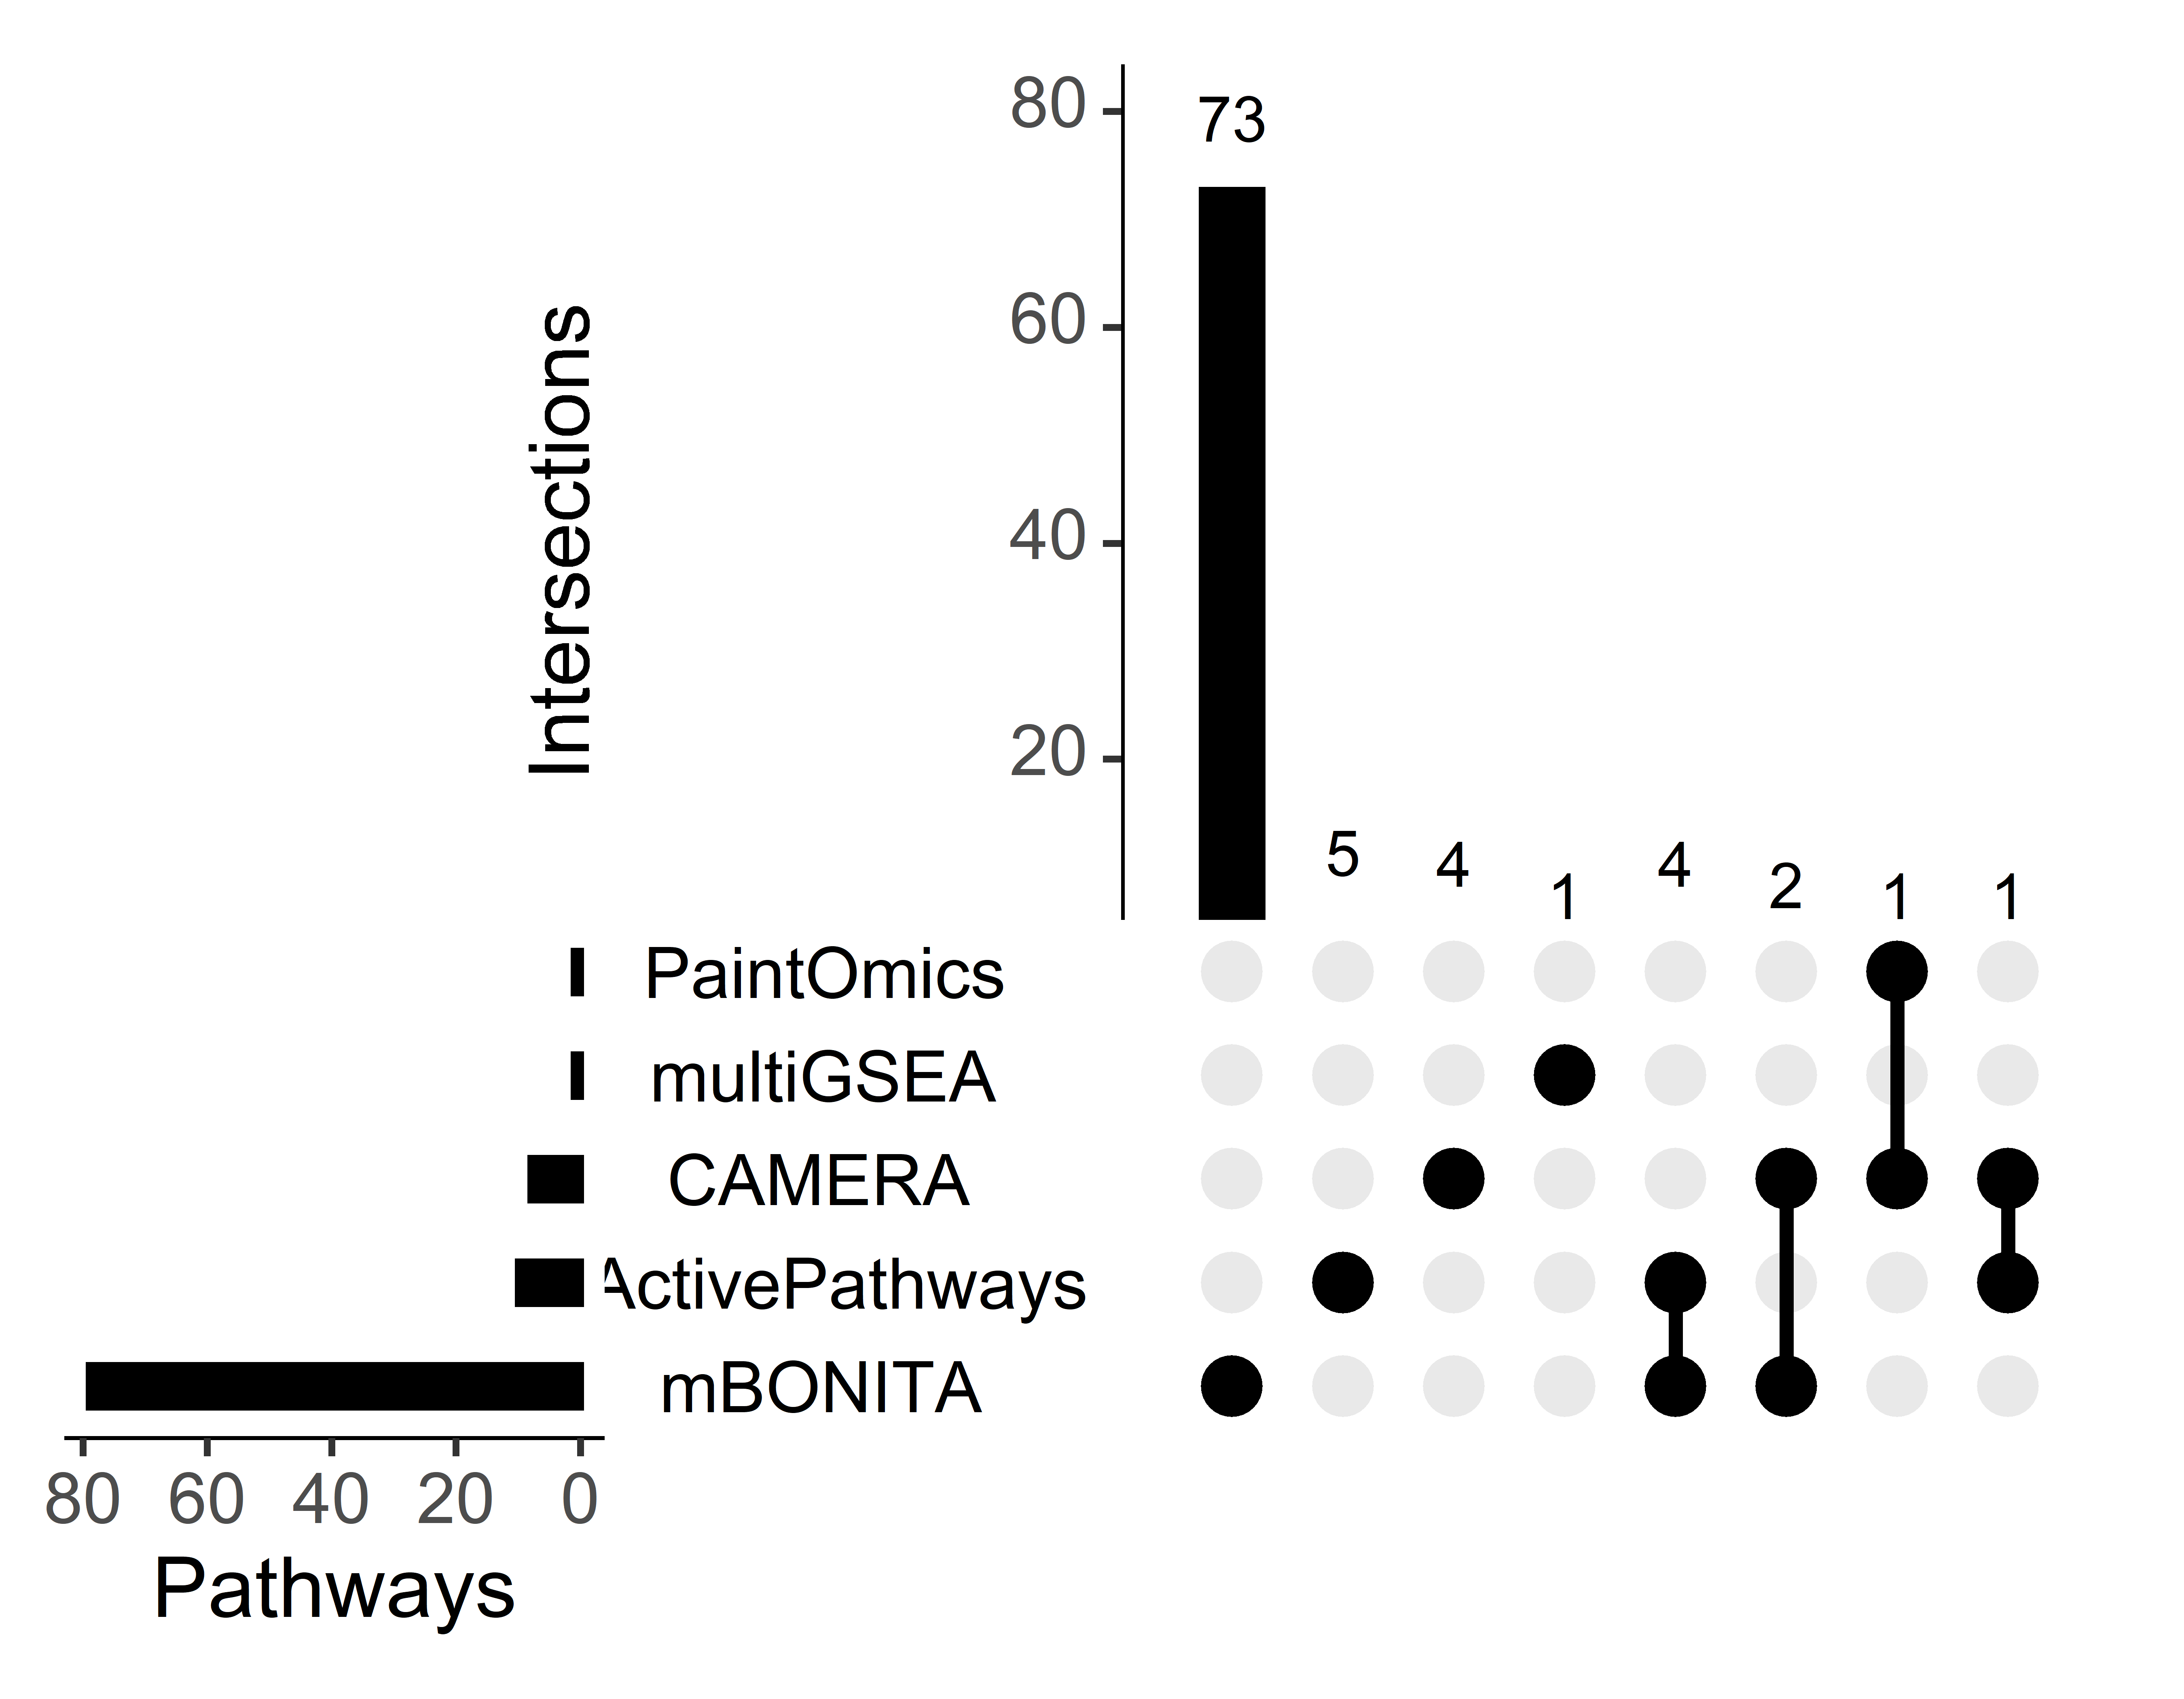 80
73
60
40
20
Intersections
5 4 1 4 2 1 1
PaintOmics
multiGSEA
CAMERA
ActivePathways
mBONITA
80 60 40 20 0
Pathways